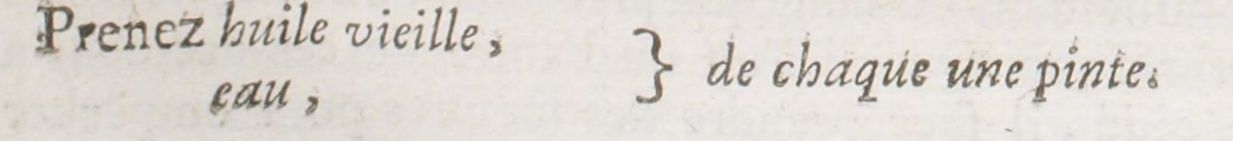 Prenez huile vieille,
eau,
} de chaque une pinte.